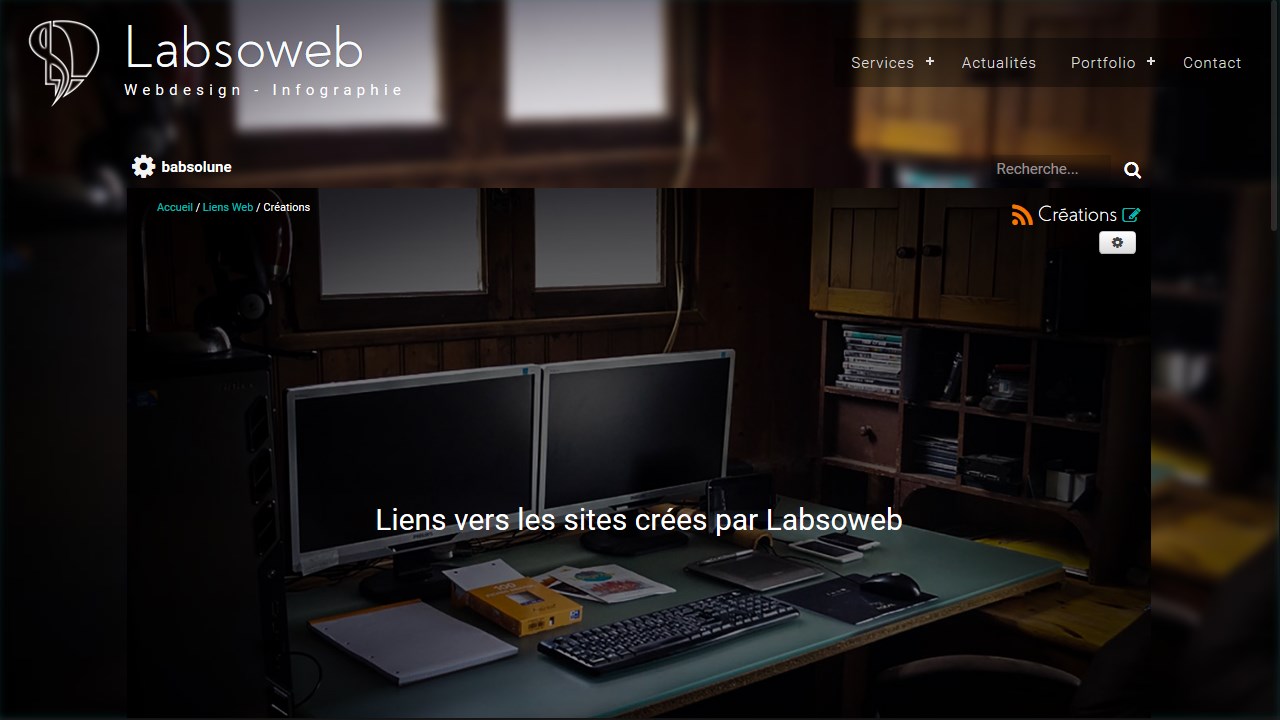 Labsoweb
Webdesign - Infographie
Services + Actualités Portfolio + Contact
babsolune
Recherche...
Accueil / Liens Web / Créations
Créations
Liens vers les sites crées par Labsoweb